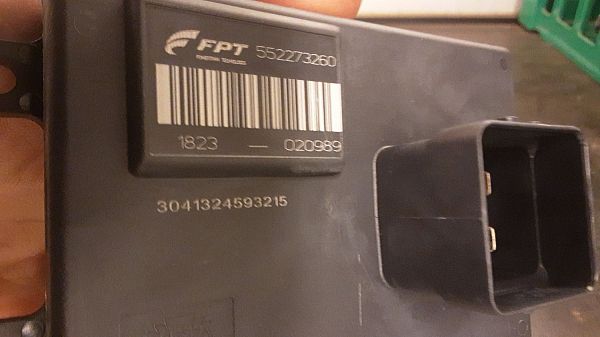 FPT 552273260
POWERTRAIN TECHNOLOGIES
1823 — 020989
3041324593215